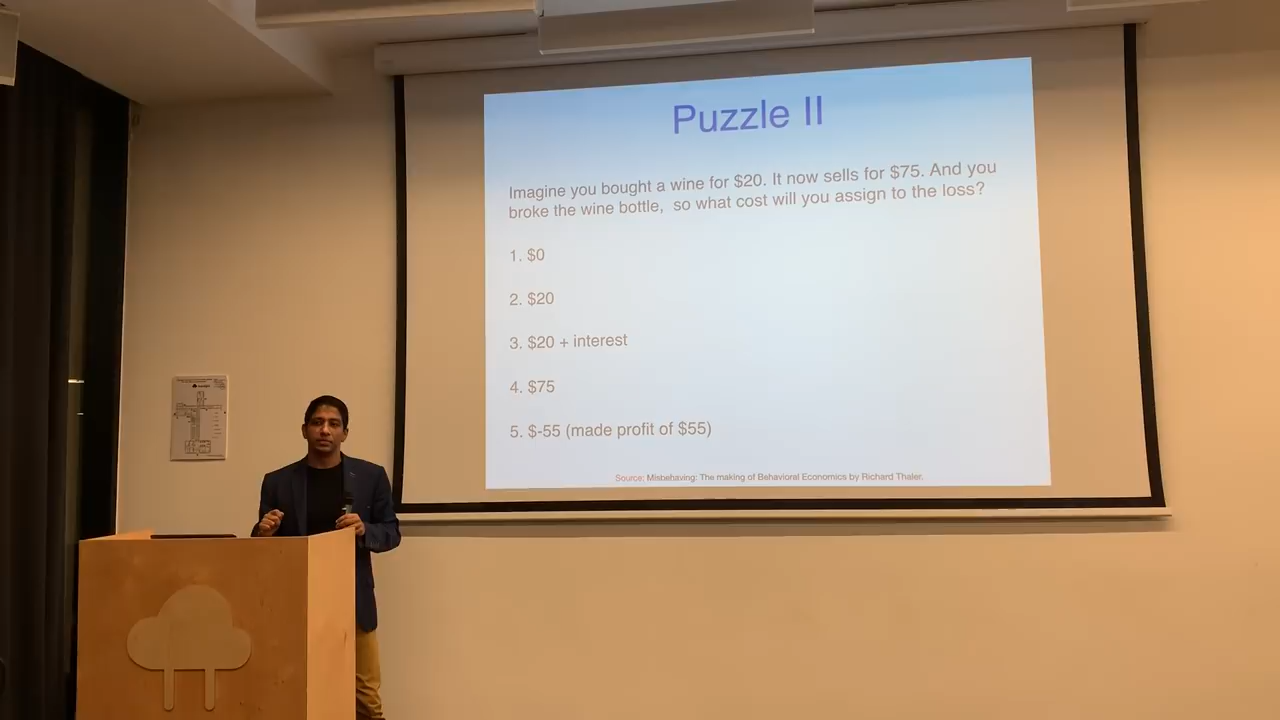 Puzzle II
Imagine you bought a wine for $20. It now sells for $75. And you
broke the wine bottle,  so what cost will you assign to the loss?
1. $0
2. $20
3. $20 + interest
4. $75
5. $-55 (made profit of $55)
Source: Misbehaving: The making of Behavioral Economics by Richard Thaler.